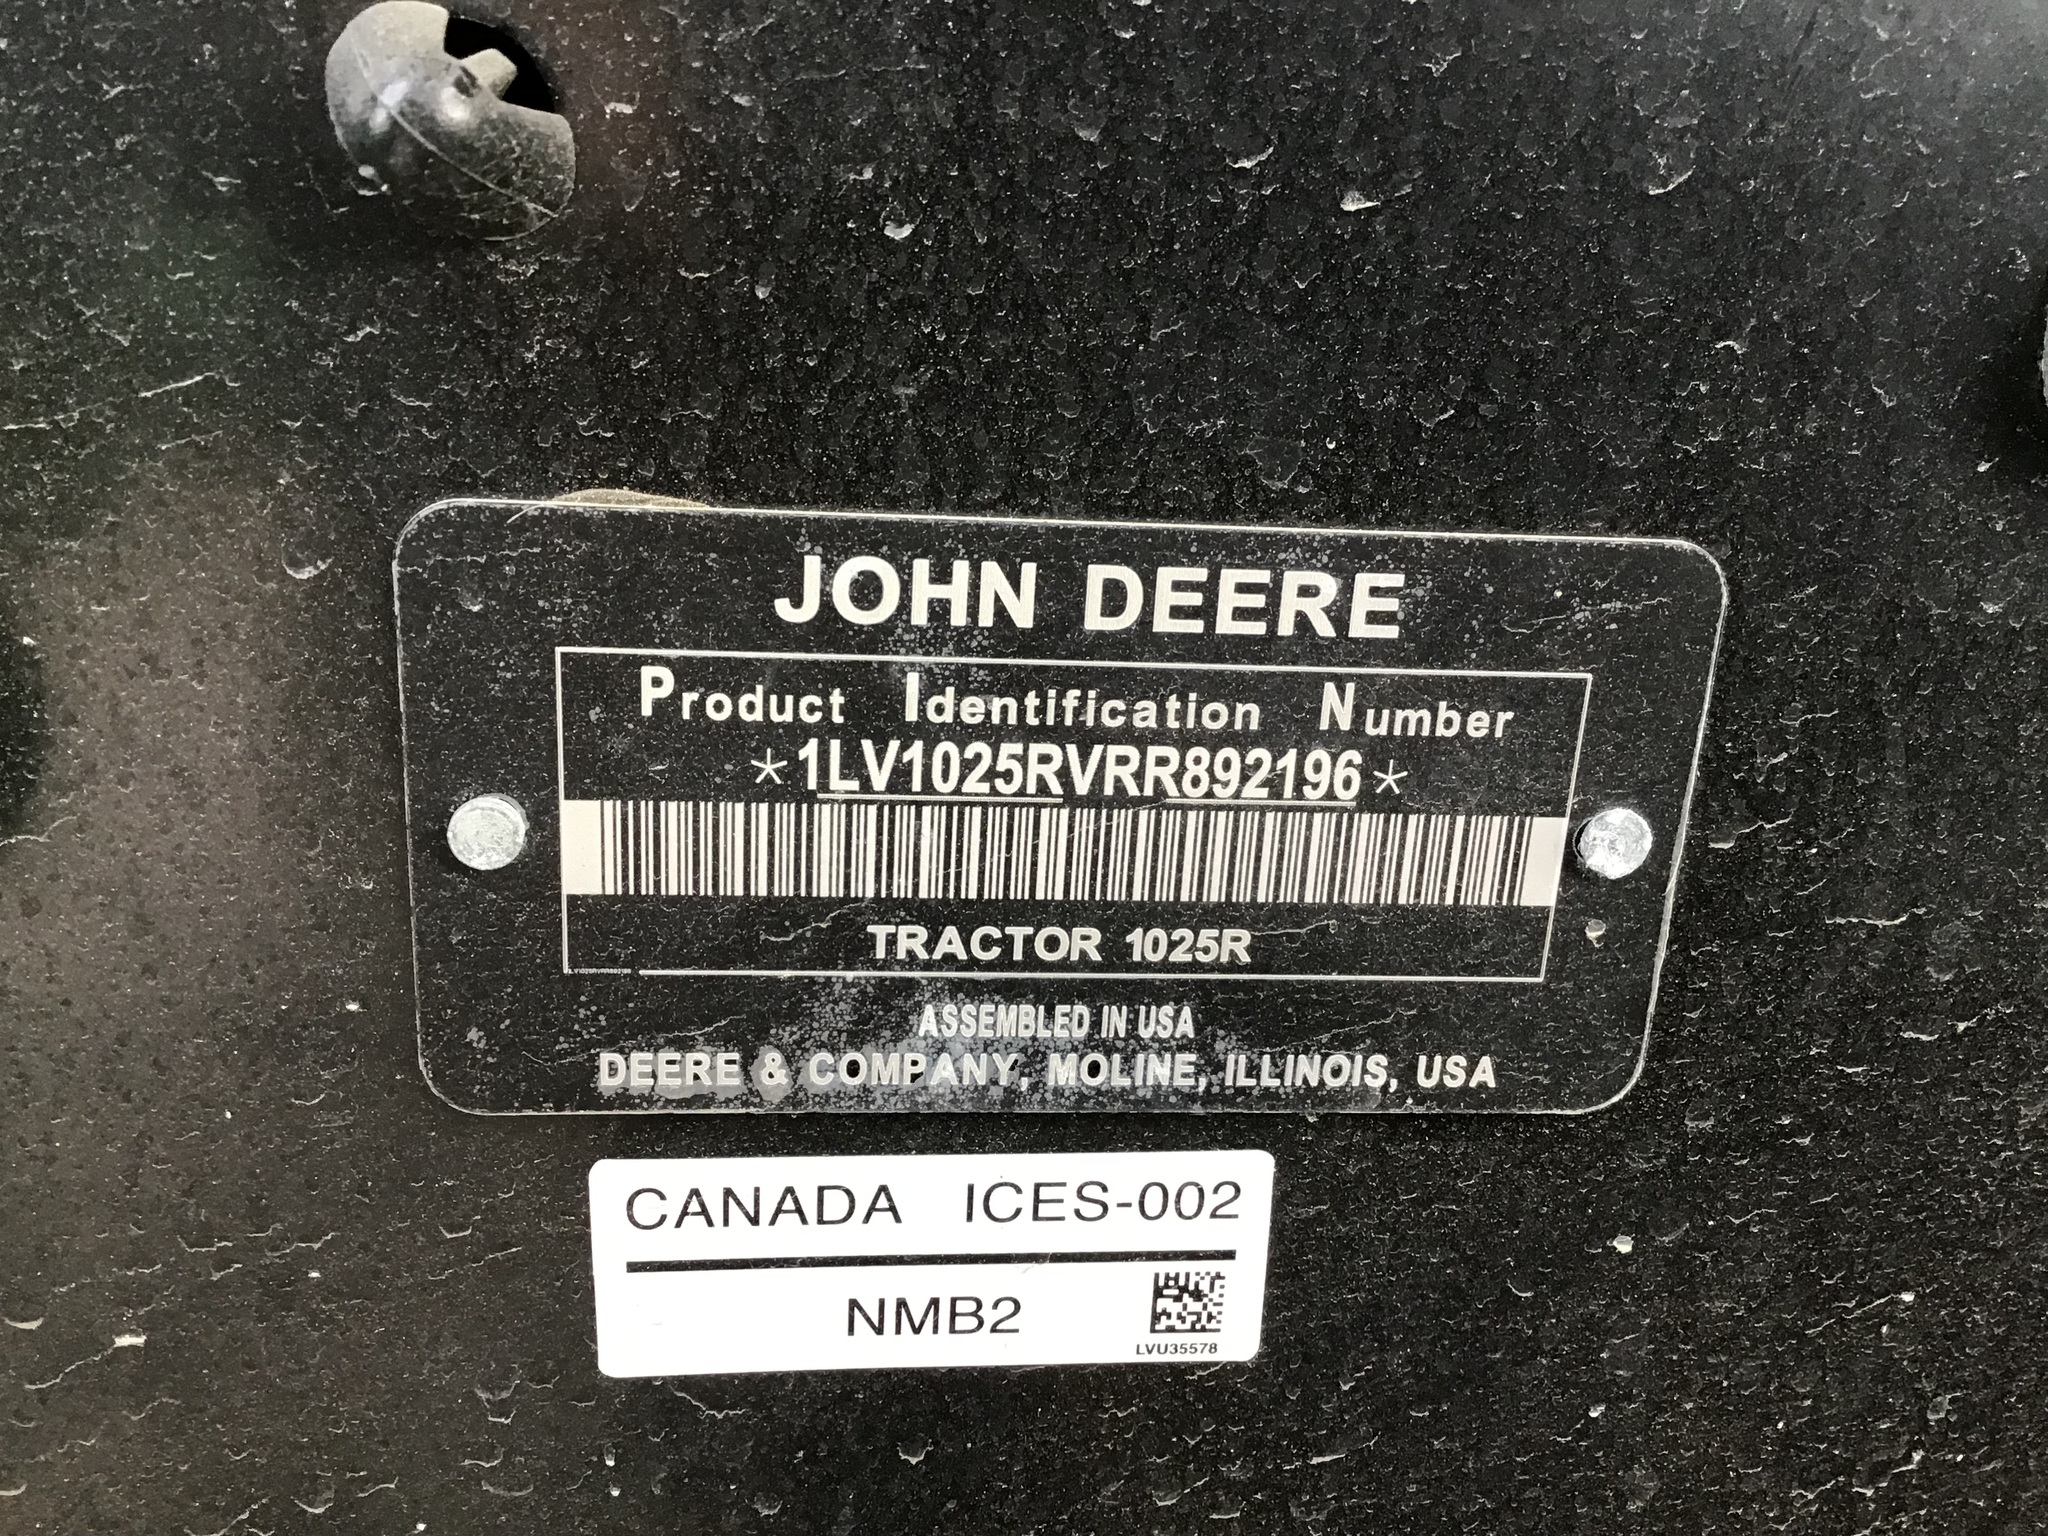 JOHN DEERE
Product Identification Number
*1LV1025RVRR892196*
TRACTOR 1025R
1LV1025RVRR892196
ASSEMBLED IN USA
DEERE & COMPANY, MOLINE, ILLINOIS, USA
CANADA ICES-002
NMB2
LVU35578